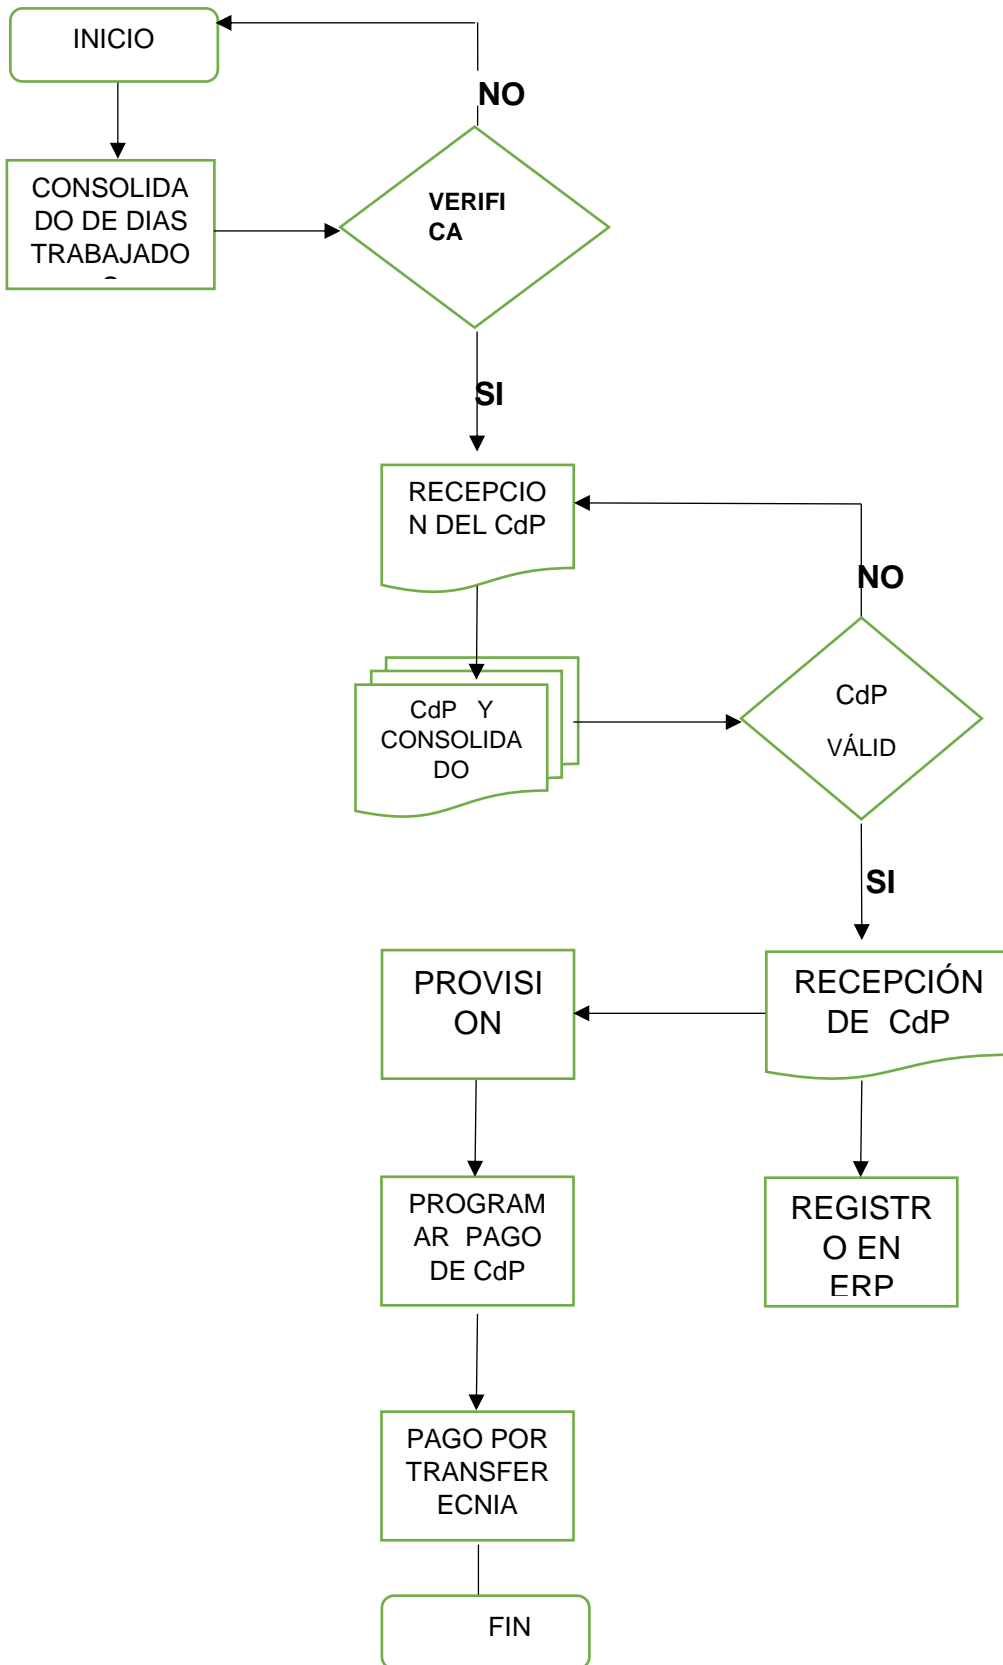 INICIO
NO
CONSOLIDA
DO DE DIAS
TRABAJADO
VERIFI
CA
SI
RECEPCIO
N DEL CdP
NO
CdP Y
CONSOLIDA
DO
CdP
VÁLID
SI
PROVISI
ON
RECEPCIÓN
DE CdP
PROGRAM
AR PAGO
DE CdP
REGISTR
O EN
ERP
PAGO POR
TRANSFER
ECNIA
FIN